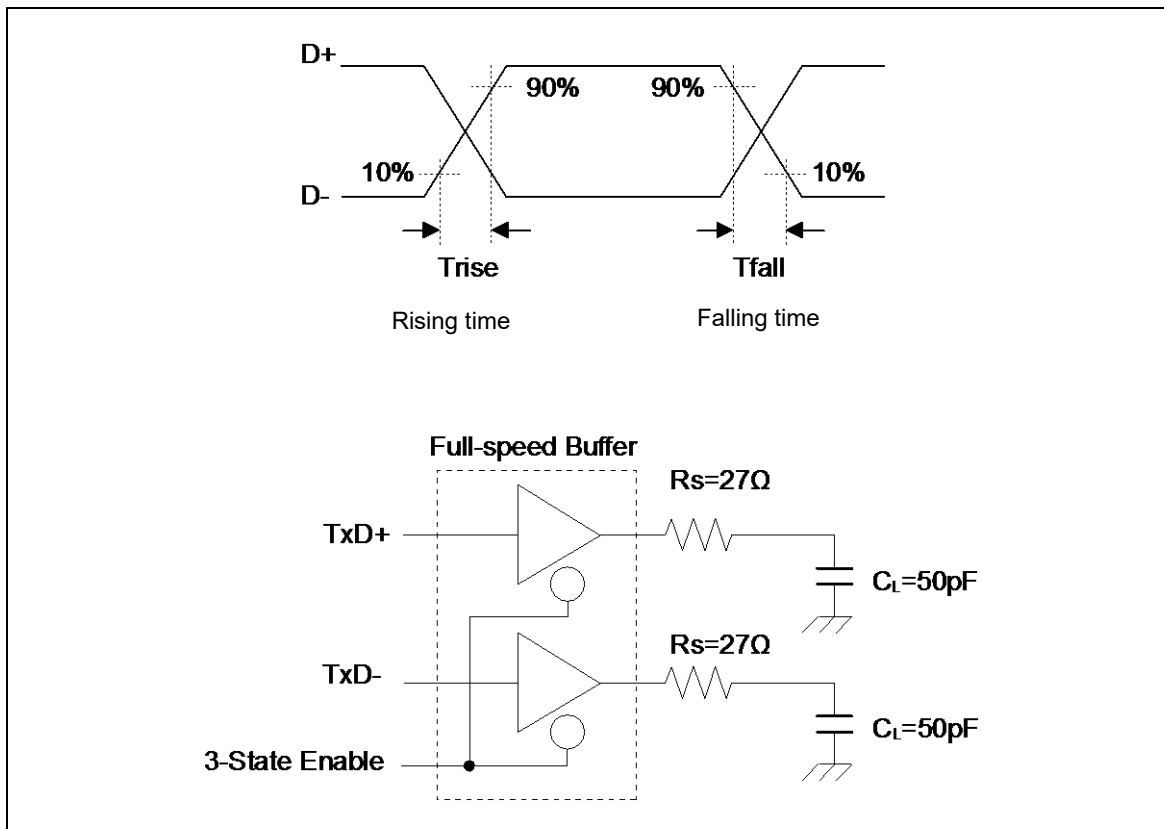 D+
90%
90%
10%
10%
D-
Trise
Tfall
Rising time
Falling time
Full-speed Buffer
Rs=27Ω
TxD+
CL=50pF
Rs=27Ω
TxD-
CL=50pF
3-State Enable